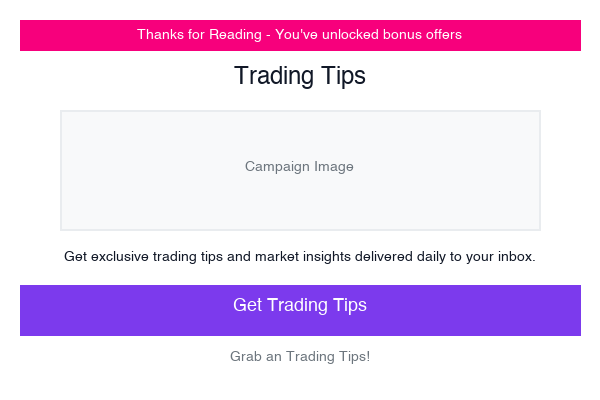 Thanks for Reading - You've unlocked bonus offers
Trading Tips
Campaign Image
Get exclusive trading tips and market insights delivered daily to your inbox.
Get Trading Tips
Grab an Trading Tips!